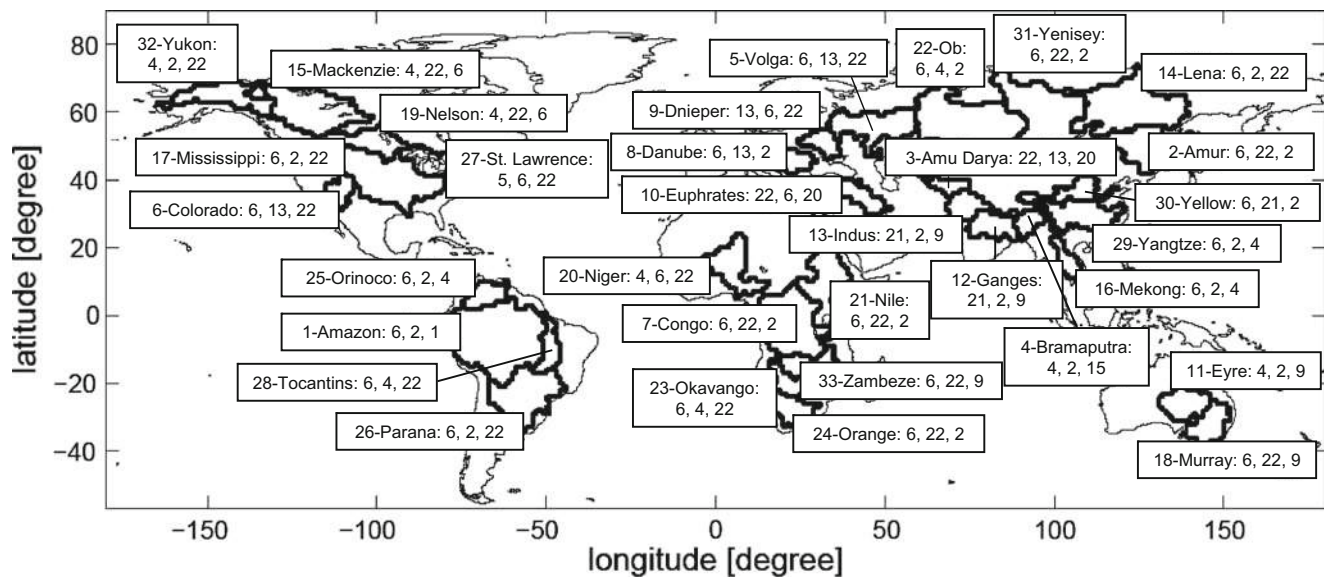 32-Yukon:
4, 2, 22
15-Mackenzie: 4, 22, 6
19-Nelson: 4, 22, 6
17-Mississippi: 6, 2, 22
27-St. Lawrence:
5, 6, 22
6-Colorado: 6, 13, 22
5-Volga: 6, 13, 22
22-Ob:
6, 4, 2
31-Yenisey:
6, 22, 2
14-Lena: 6, 2, 22
9-Dnieper: 13, 6, 22
8-Danube: 6, 13, 2
3-Amu Darya: 22, 13, 20
2-Amur: 6, 22, 2
10-Euphrates: 22, 6, 20
30-Yellow: 6, 21, 2
13-Indus: 21, 2, 9
29-Yangtze: 6, 2, 4
25-Orinoco: 6, 2, 4
20-Niger: 4, 6, 22
12-Ganges:
21, 2, 9
16-Mekong: 6, 2, 4
21-Nile:
6, 22, 2
1-Amazon: 6, 2, 1
7-Congo: 6, 22, 2
4-Bramaputra:
4, 2, 15
28-Tocantins: 6, 4, 22
23-Okavango:
6, 4, 22
33-Zambeze: 6, 22, 9
11-Eyre: 4, 2, 9
26-Parana: 6, 2, 22
24-Orange: 6, 22, 2
18-Murray: 6, 22, 9
80
60
40
20
0
−20
−40
latitude [degree]
−150
−100
−50
0
50
100
150
longitude [degree]